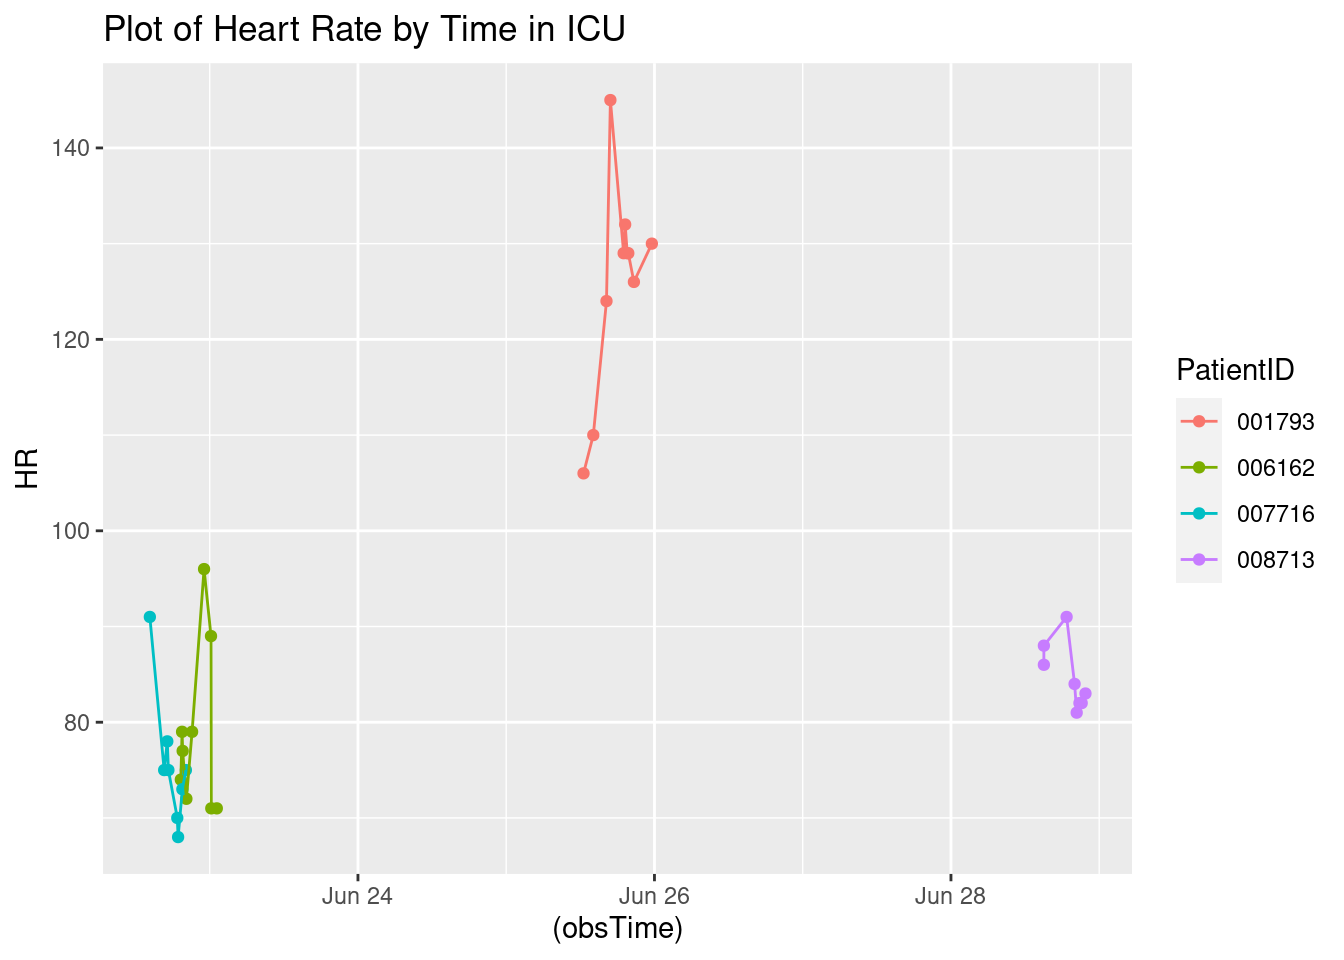 Plot of Heart Rate by Time in ICU
140
120
100
80
HR
Jun 24
Jun 26
Jun 28
(obsTime)
PatientID
001793
006162
007716
008713